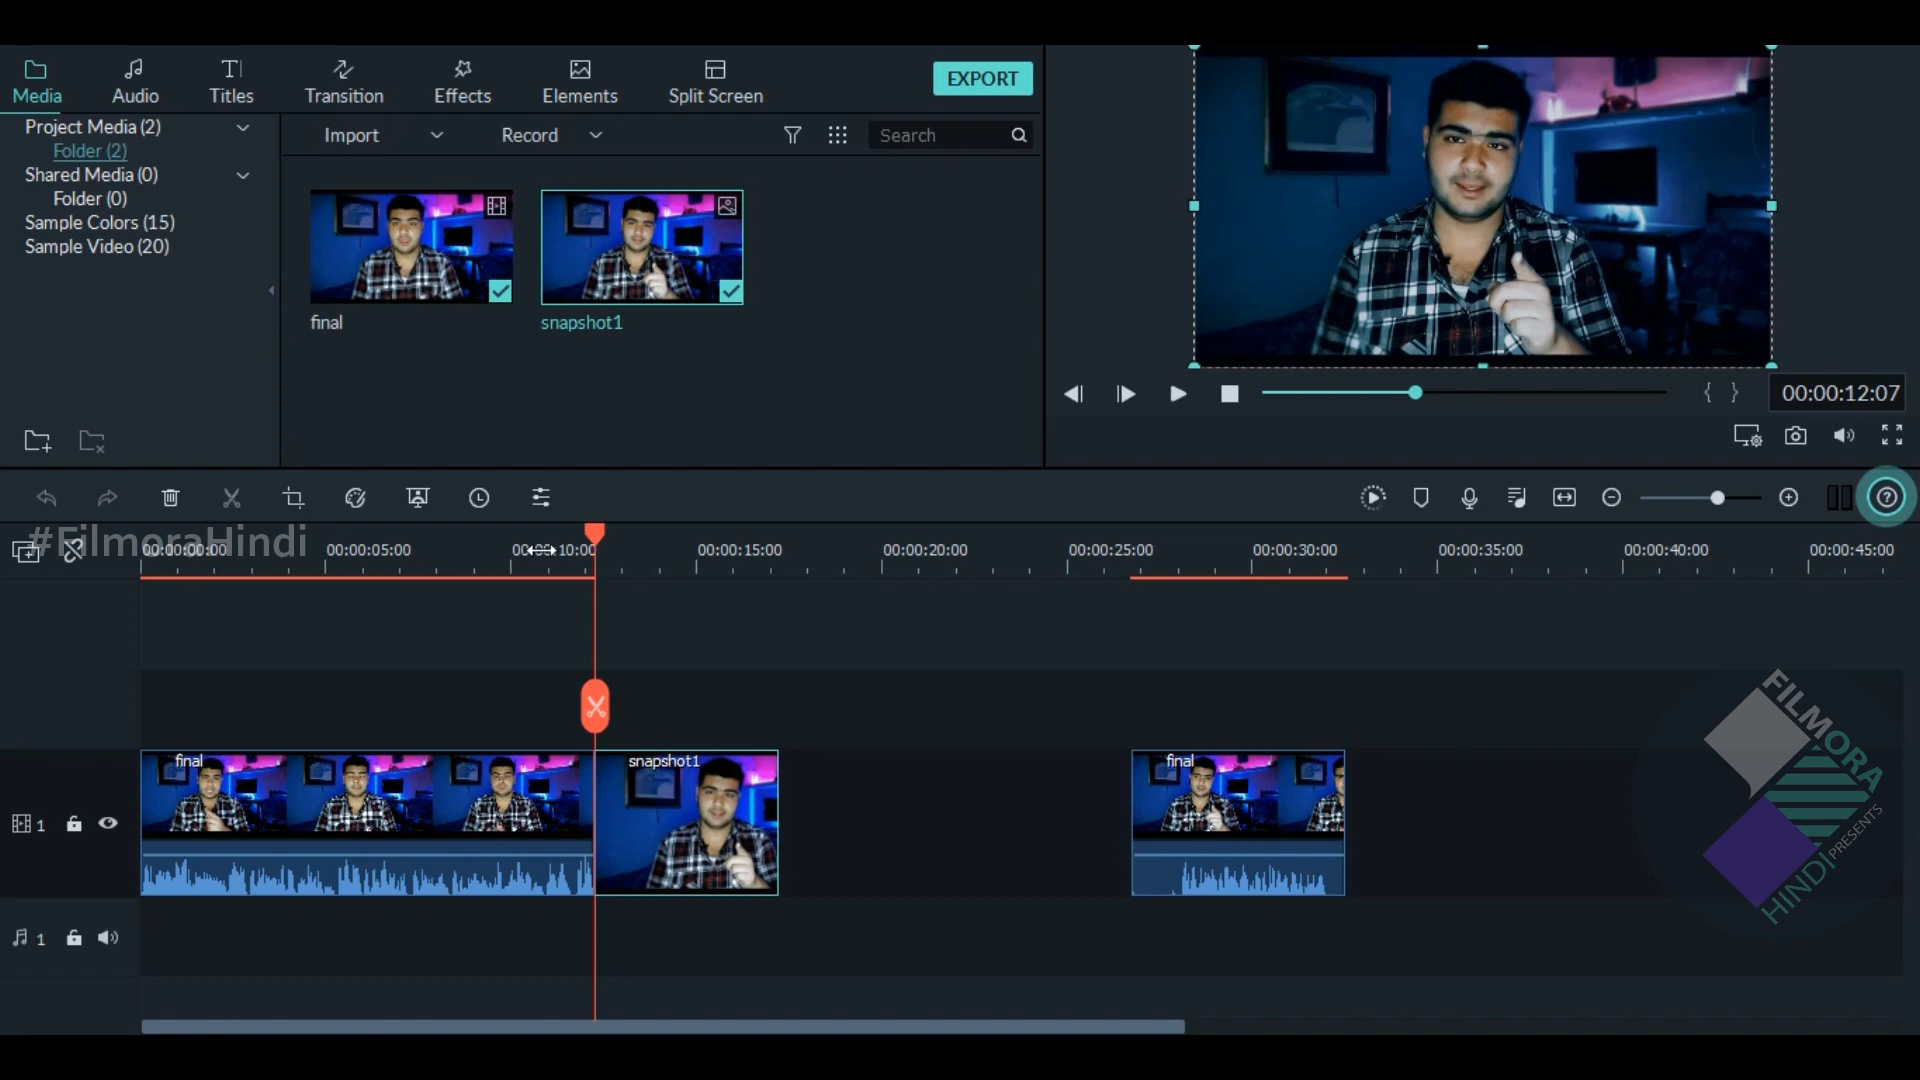 Media
Audio
Titles
Transition
Effects
Elements
Split Screen
EXPORT
Project Media (2)
Folder (2)
Shared Media (0)
Folder (0)
Sample Colors (15)
Sample Video (20)
Import
Record
Search
final
snapshot1
00:00:12:07
#FilmoraHindi
00:00:00:00
00:00:05:00
00:00:10:00
00:00:15:00
00:00:20:00
00:00:25:00
00:00:30:00
00:00:35:00
00:00:40:00
00:00:45:00
final
snapshot1
final
1
1
FILMORA
HINDI
PRESENTS